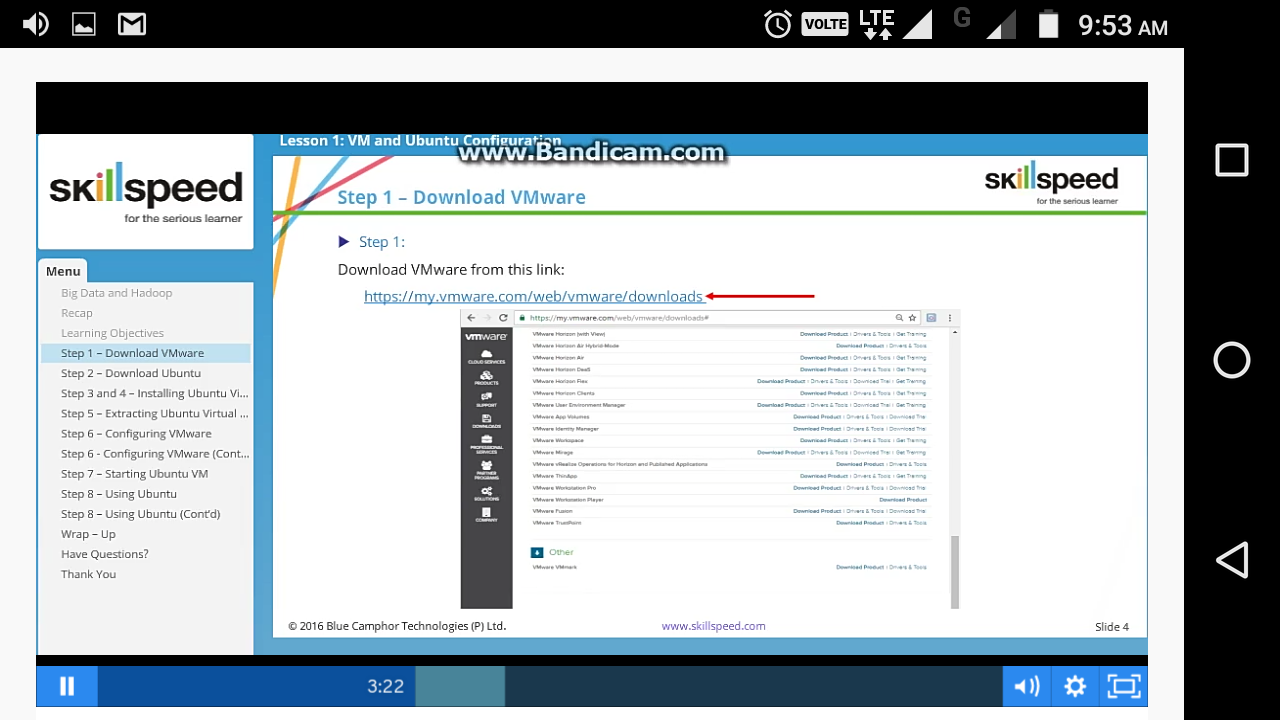 VOLTE LTE G 9:53 AM
Lesson 1: VM and Ubuntu Configuration
www.Bandicam.com
skillspeed
for the serious learner
Menu
Big Data and Hadoop
Recap
Learning Objectives
Step 1 – Download VMware
Step 2 – Download Ubuntu
Step 3 and 4 – Installing Ubuntu Vi...
Step 5 – Extracting Ubuntu Virtual ...
Step 6 – Configuring VMware
Step 6 - Configuring VMware (Cont...
Step 7 – Starting Ubuntu VM
Step 8 – Using Ubuntu
Step 8 – Using Ubuntu (Cont'd)
Wrap – Up
Have Questions?
Thank You
Step 1 – Download VMware
skillspeed
for the serious learner
Step 1:
Download VMware from this link:
https://my.vmware.com/web/vmware/downloads
https://my.vmware.com/web/vmware/downloads#
vmware
CLOUD SERVICES
PRODUCTS
SUPPORT
DOWNLOADS
PROFESSIONAL SERVICES
PARTNER PROGRAMS
SOLUTIONS
COMPANY
VMware Horizon (with View) Download Product | Drivers & Tools | Get Training
VMware Horizon Air Hybrid-Mode Download Product | Drivers & Tools
VMware Horizon Air Download Product | Drivers & Tools | Get Training
VMware Horizon DaaS Download Product | Drivers & Tools | Get Training
VMware Horizon Flex Download Product | Drivers & Tools | Download Trial | Get Training
VMware Horizon Clients Download Product | Drivers & Tools | Get Training
VMware User Environment Manager Download Product | Drivers & Tools | Download Trial | Get Training
VMware App Volumes Download Product | Drivers & Tools | Download Trial
VMware Identity Manager Download Product | Drivers & Tools | Download Trial
VMware Workspace Download Product | Drivers & Tools | Get Training
VMware Mirage Download Product | Drivers & Tools | Download Trial | Get Training
VMware vRealize Operations for Horizon and Published Applications Download Product | Drivers & Tools
VMware ThinApp Download Product | Drivers & Tools | Get Training
VMware Workstation Pro Download Product | Drivers & Tools | Download Trial
VMware Workstation Player Download Product
VMware Fusion Download Product | Drivers & Tools | Download Trial
VMware TrustPoint Download Product | Drivers & Tools
Other
VMware VMmark Download Product | Drivers & Tools
© 2016 Blue Camphor Technologies (P) Ltd.
www.skillspeed.com
Slide 4
3:22